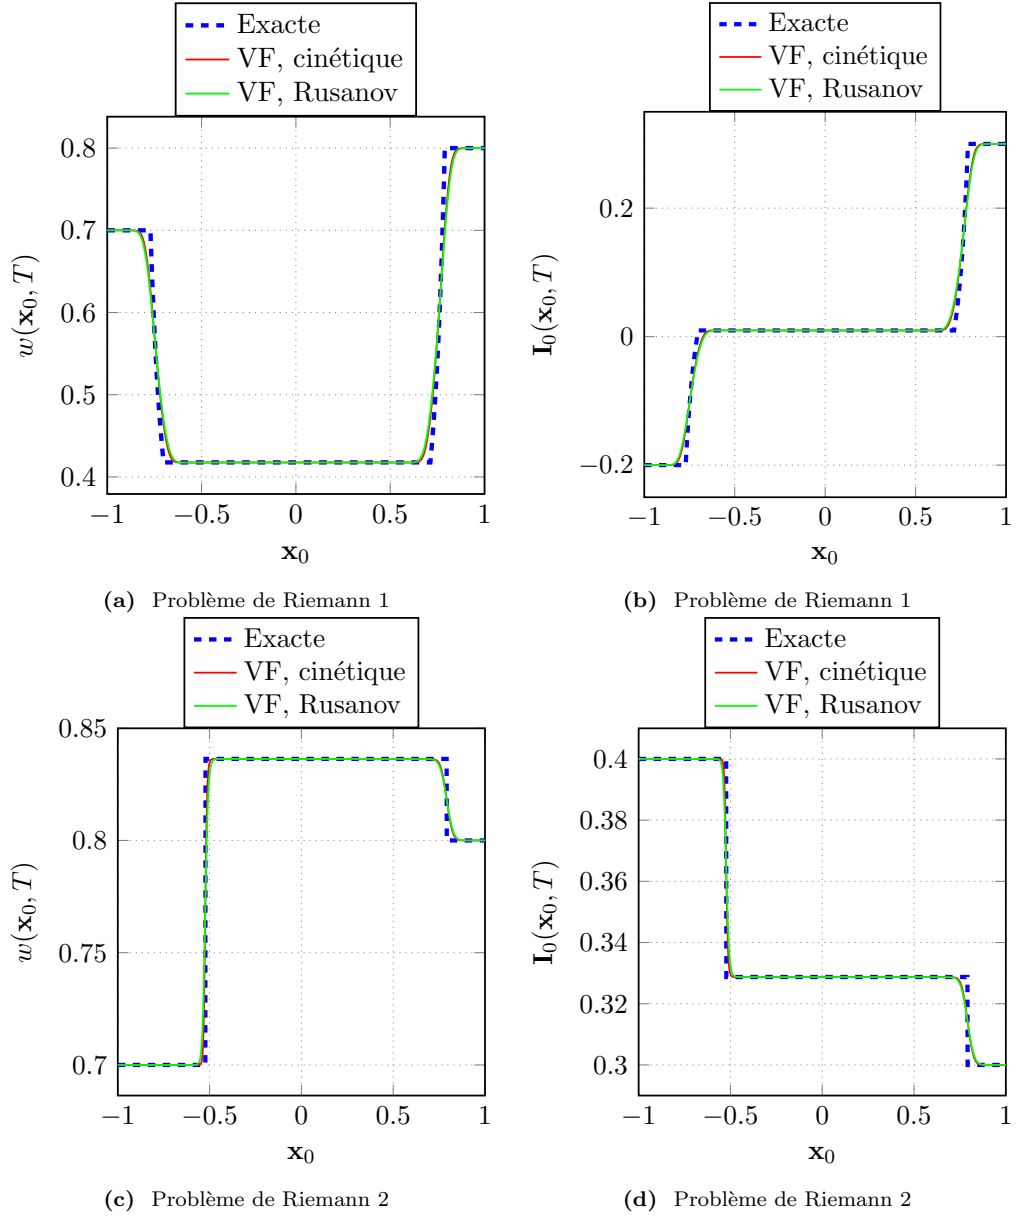 Exacte
VF, cinétique
VF, Rusanov
0.8
0.7
0.6
0.5
0.4
w(x₀, T)
−1
−0.5
0
0.5
1
x₀
(a) Problème de Riemann 1
Exacte
VF, cinétique
VF, Rusanov
0.2
0
−0.2
I₀(x₀, T)
−1
−0.5
0
0.5
1
x₀
(b) Problème de Riemann 1
Exacte
VF, cinétique
VF, Rusanov
0.85
0.8
0.75
0.7
w(x₀, T)
−1
−0.5
0
0.5
1
x₀
(c) Problème de Riemann 2
Exacte
VF, cinétique
VF, Rusanov
0.4
0.38
0.36
0.34
0.32
0.3
I₀(x₀, T)
−1
−0.5
0
0.5
1
x₀
(d) Problème de Riemann 2